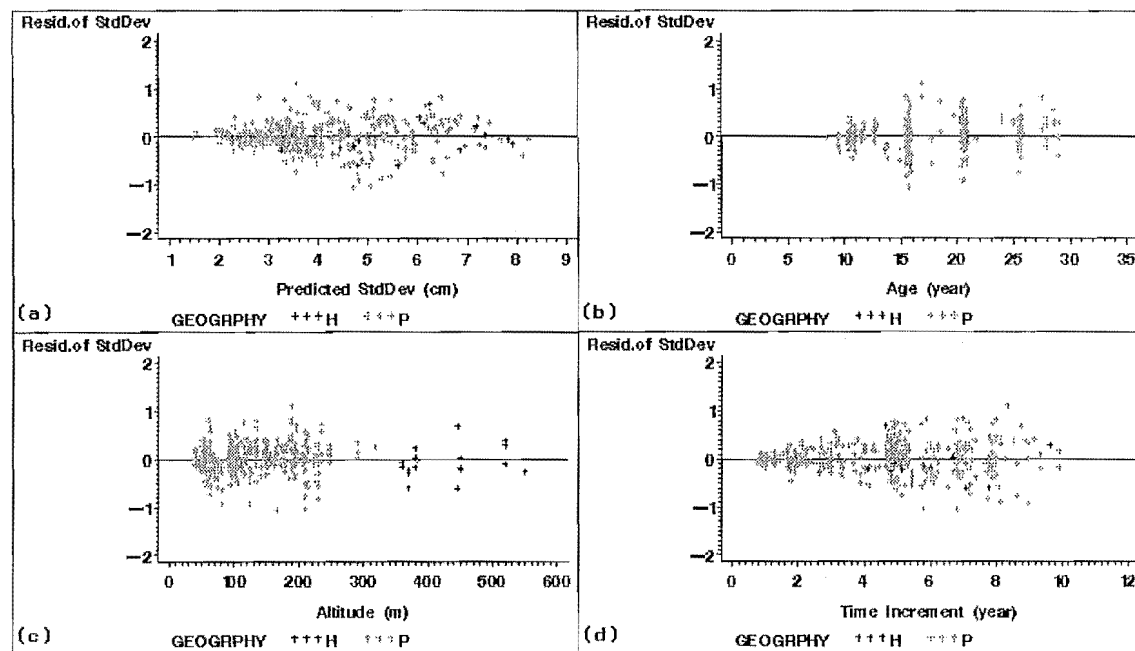 Resid.of StdDev
2
1
0
−1
−2
1 2 3 4 5 6 7 8 9
Predicted StdDev (cm)
(a)
GEOGRPHY +++H +++P
Resid.of StdDev
2
1
0
−1
−2
0 5 10 15 20 25 30 35
Age (year)
(b)
GEOGRPHY +++H +++P
Resid.of StdDev
2
1
0
−1
−2
0 100 200 300 400 500 600
Altitude (m)
(c)
GEOGRPHY +++H +++P
Resid.of StdDev
2
1
0
−1
−2
0 2 4 6 8 10 12
Time Increment (year)
(d)
GEOGRPHY +++H +++P